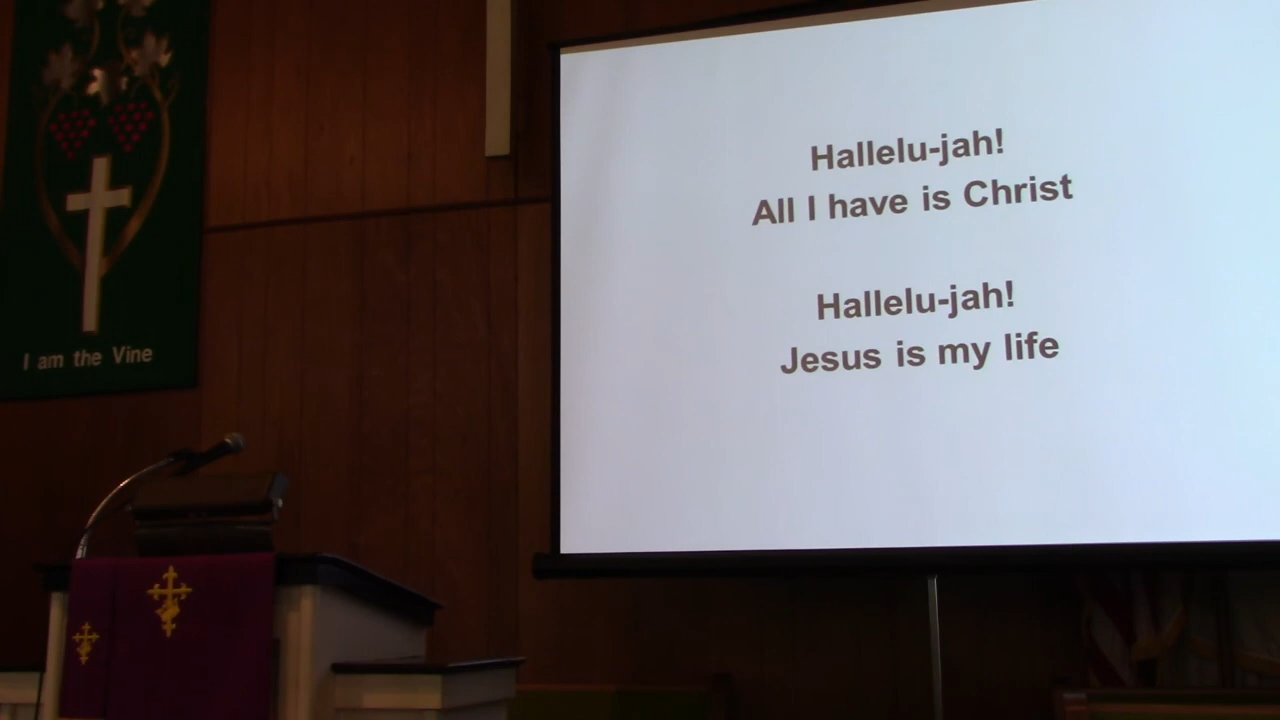 I am the Vine
Hallelu-jah!
All I have is Christ
Hallelu-jah!
Jesus is my life